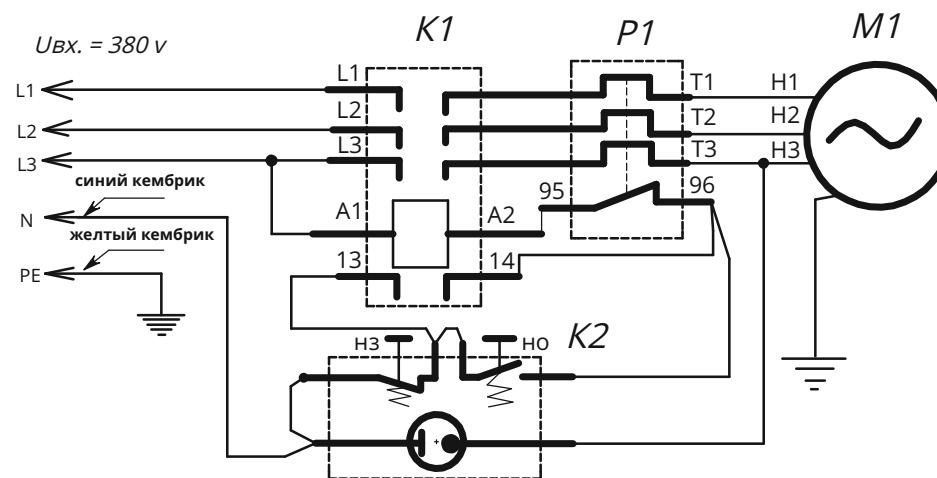 K1
P1
M1
Uвх. = 380 v
L1
L1
T1
H1
L2
L2
T2
H2
L3
L3
T3
H3
синий кембрик
95
96
N
A1
A2
желтый кембрик
13
14
PE
нз
но
K2